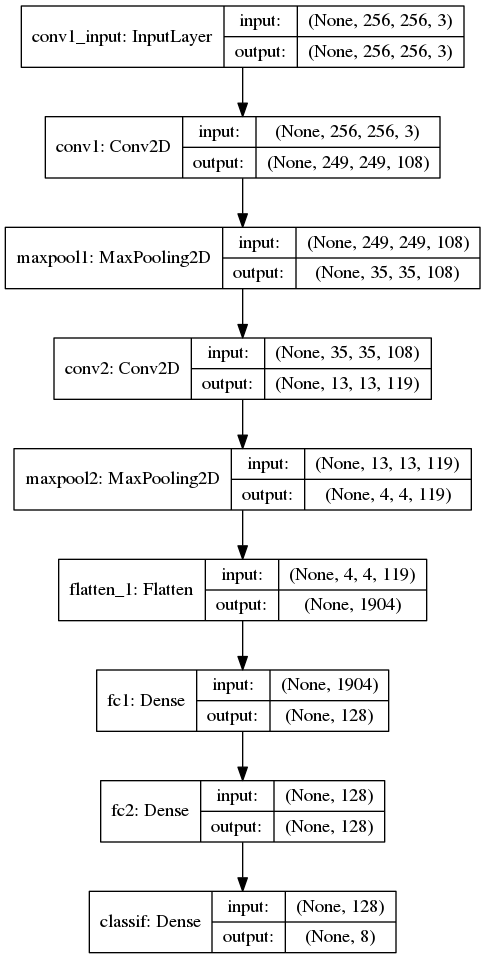 conv1_input: InputLayer
input: (None, 256, 256, 3)
output: (None, 256, 256, 3)
conv1: Conv2D
input: (None, 256, 256, 3)
output: (None, 249, 249, 108)
maxpool1: MaxPooling2D
input: (None, 249, 249, 108)
output: (None, 35, 35, 108)
conv2: Conv2D
input: (None, 35, 35, 108)
output: (None, 13, 13, 119)
maxpool2: MaxPooling2D
input: (None, 13, 13, 119)
output: (None, 4, 4, 119)
flatten_1: Flatten
input: (None, 4, 4, 119)
output: (None, 1904)
fc1: Dense
input: (None, 1904)
output: (None, 128)
fc2: Dense
input: (None, 128)
output: (None, 128)
classif: Dense
input: (None, 128)
output: (None, 8)